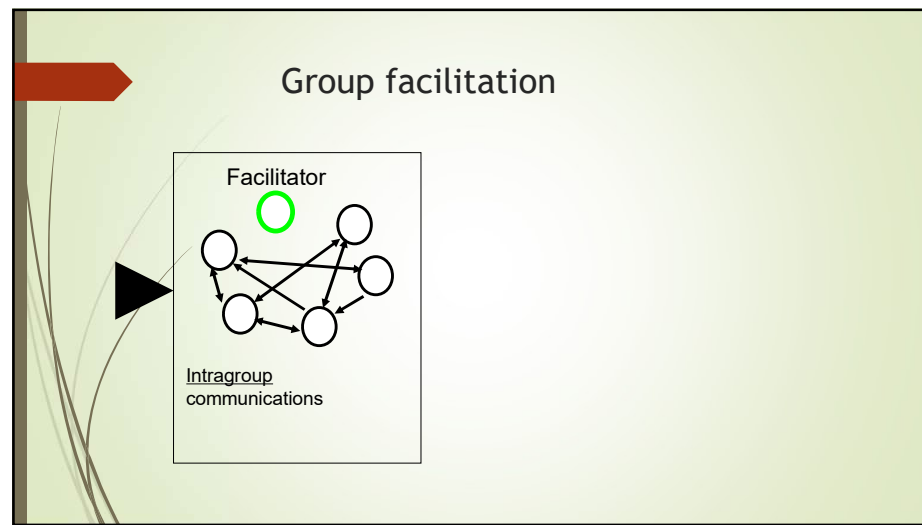 Group facilitation
Facilitator
Intragroup
communications